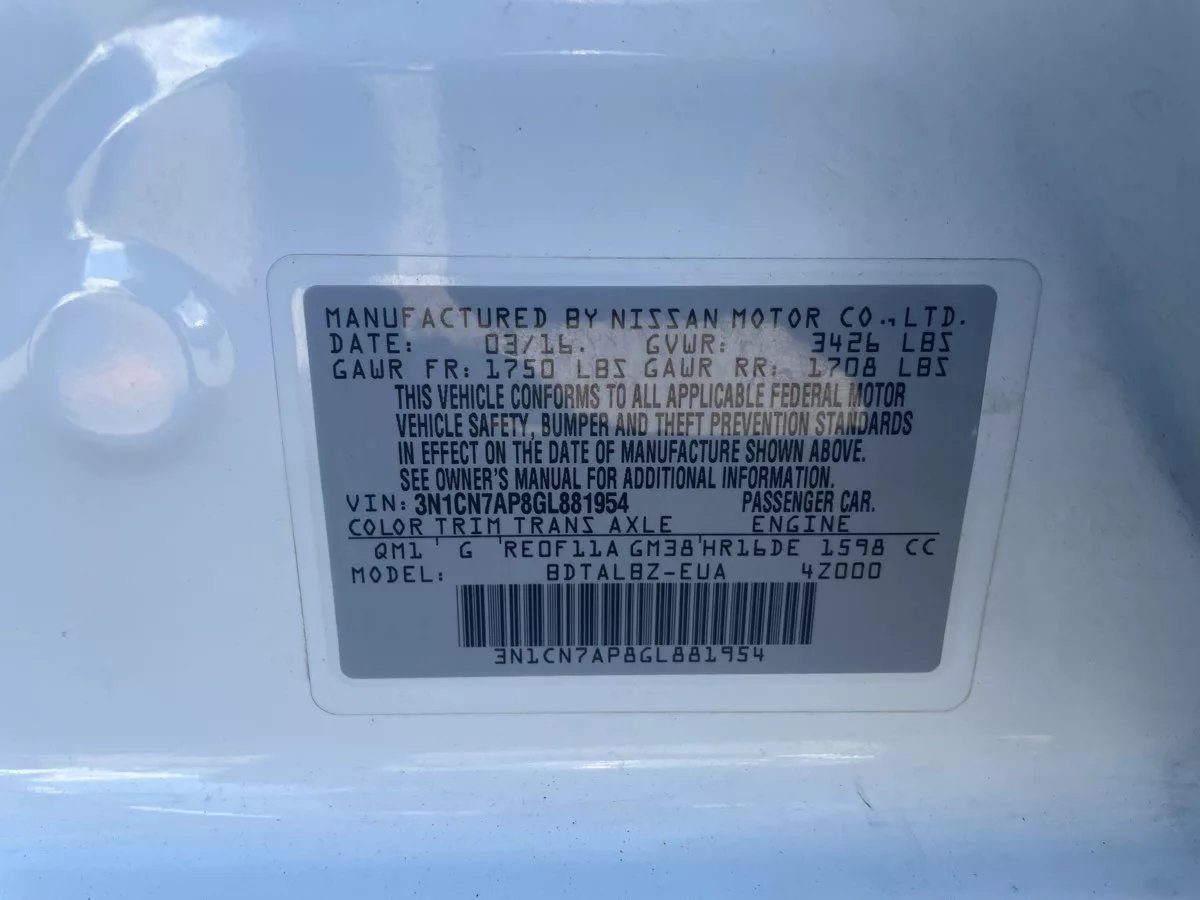 MANUFACTURED BY NISSAN MOTOR CO., LTD.
DATE: 03/16. GVWR: 3426 LBS
GAWR FR: 1750 LBS GAWR RR: 1708 LBS
THIS VEHICLE CONFORMS TO ALL APPLICABLE FEDERAL MOTOR
VEHICLE SAFETY, BUMPER AND THEFT PREVENTION STANDARDS
IN EFFECT ON THE DATE OF MANUFACTURE SHOWN ABOVE.
SEE OWNER'S MANUAL FOR ADDITIONAL INFORMATION.
VIN: 3N1CN7AP8GL881954 PASSENGER CAR.
COLOR TRIM TRANS AXLE ENGINE
QM1 ' G 'RE0F11A GM38'HR16DE 1598 CC
MODEL: BDTALBZ-EUA 4Z000
3N1CN7AP8GL881954